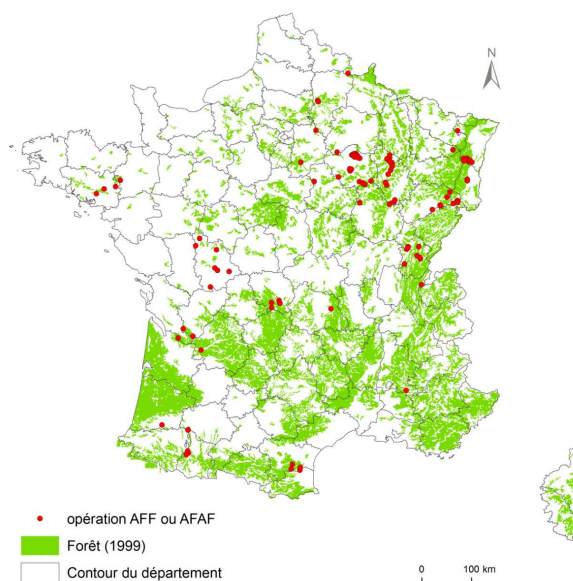 N
opération AFF ou AFAF
Forêt (1999)
Contour du département
0 100 km